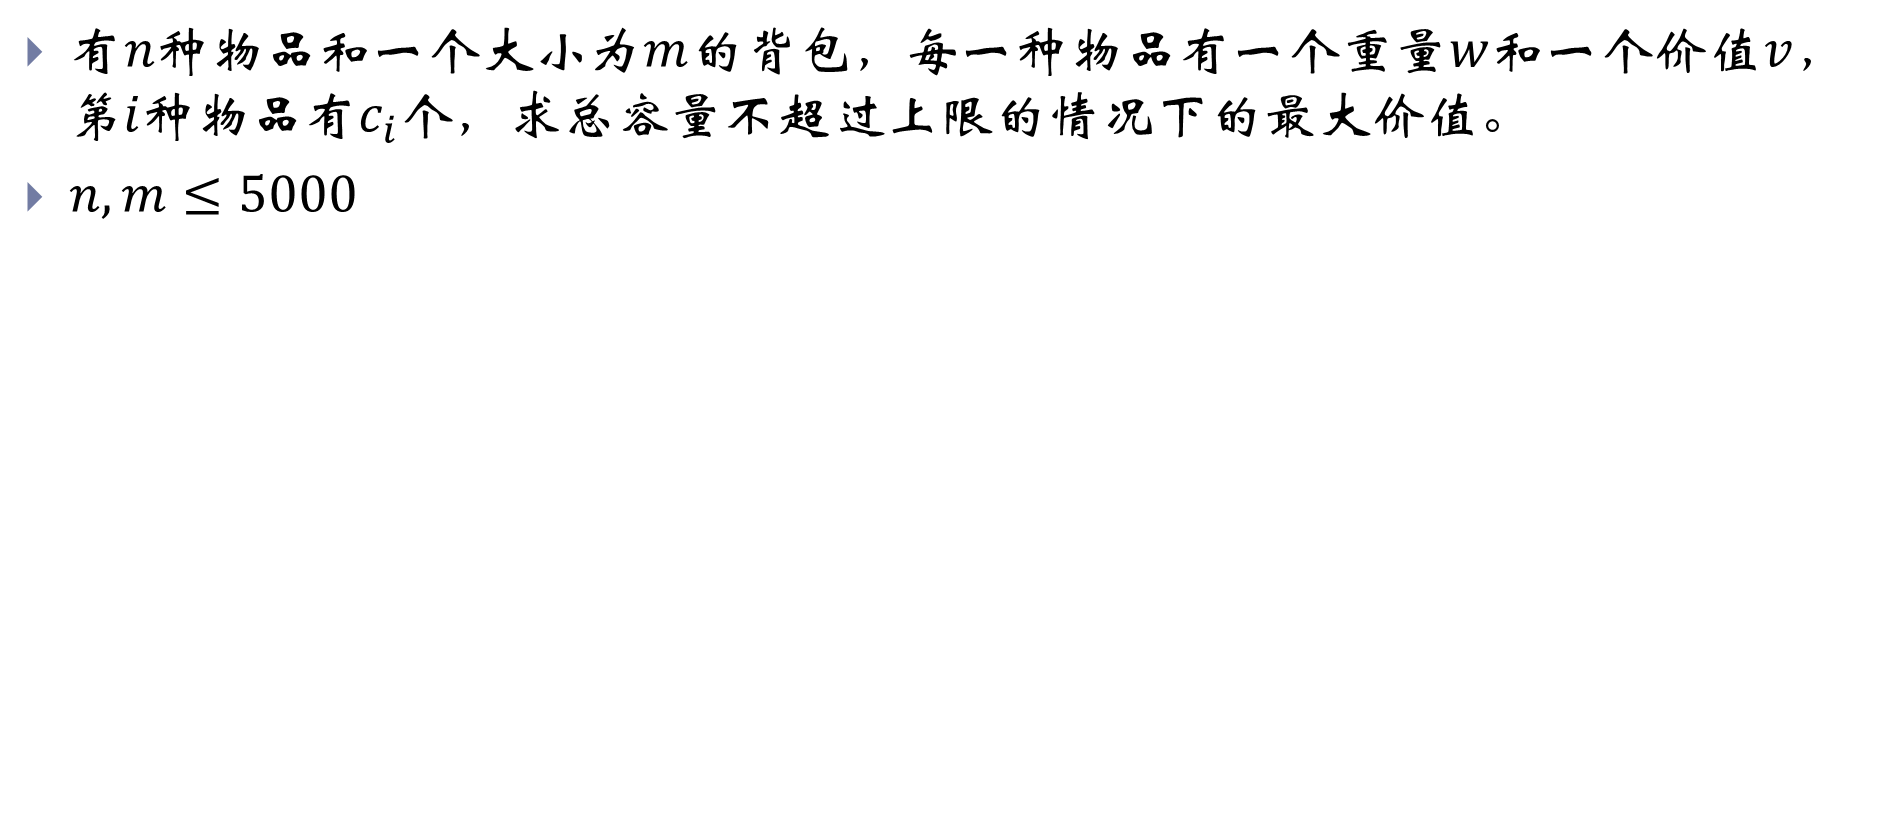 有n种物品和一个大小为m的背包，每一种物品有一个重量w和一个价值v，
第i种物品有c_i个，求总容量不超过上限的情况下的最大价值。
n, m ≤ 5000